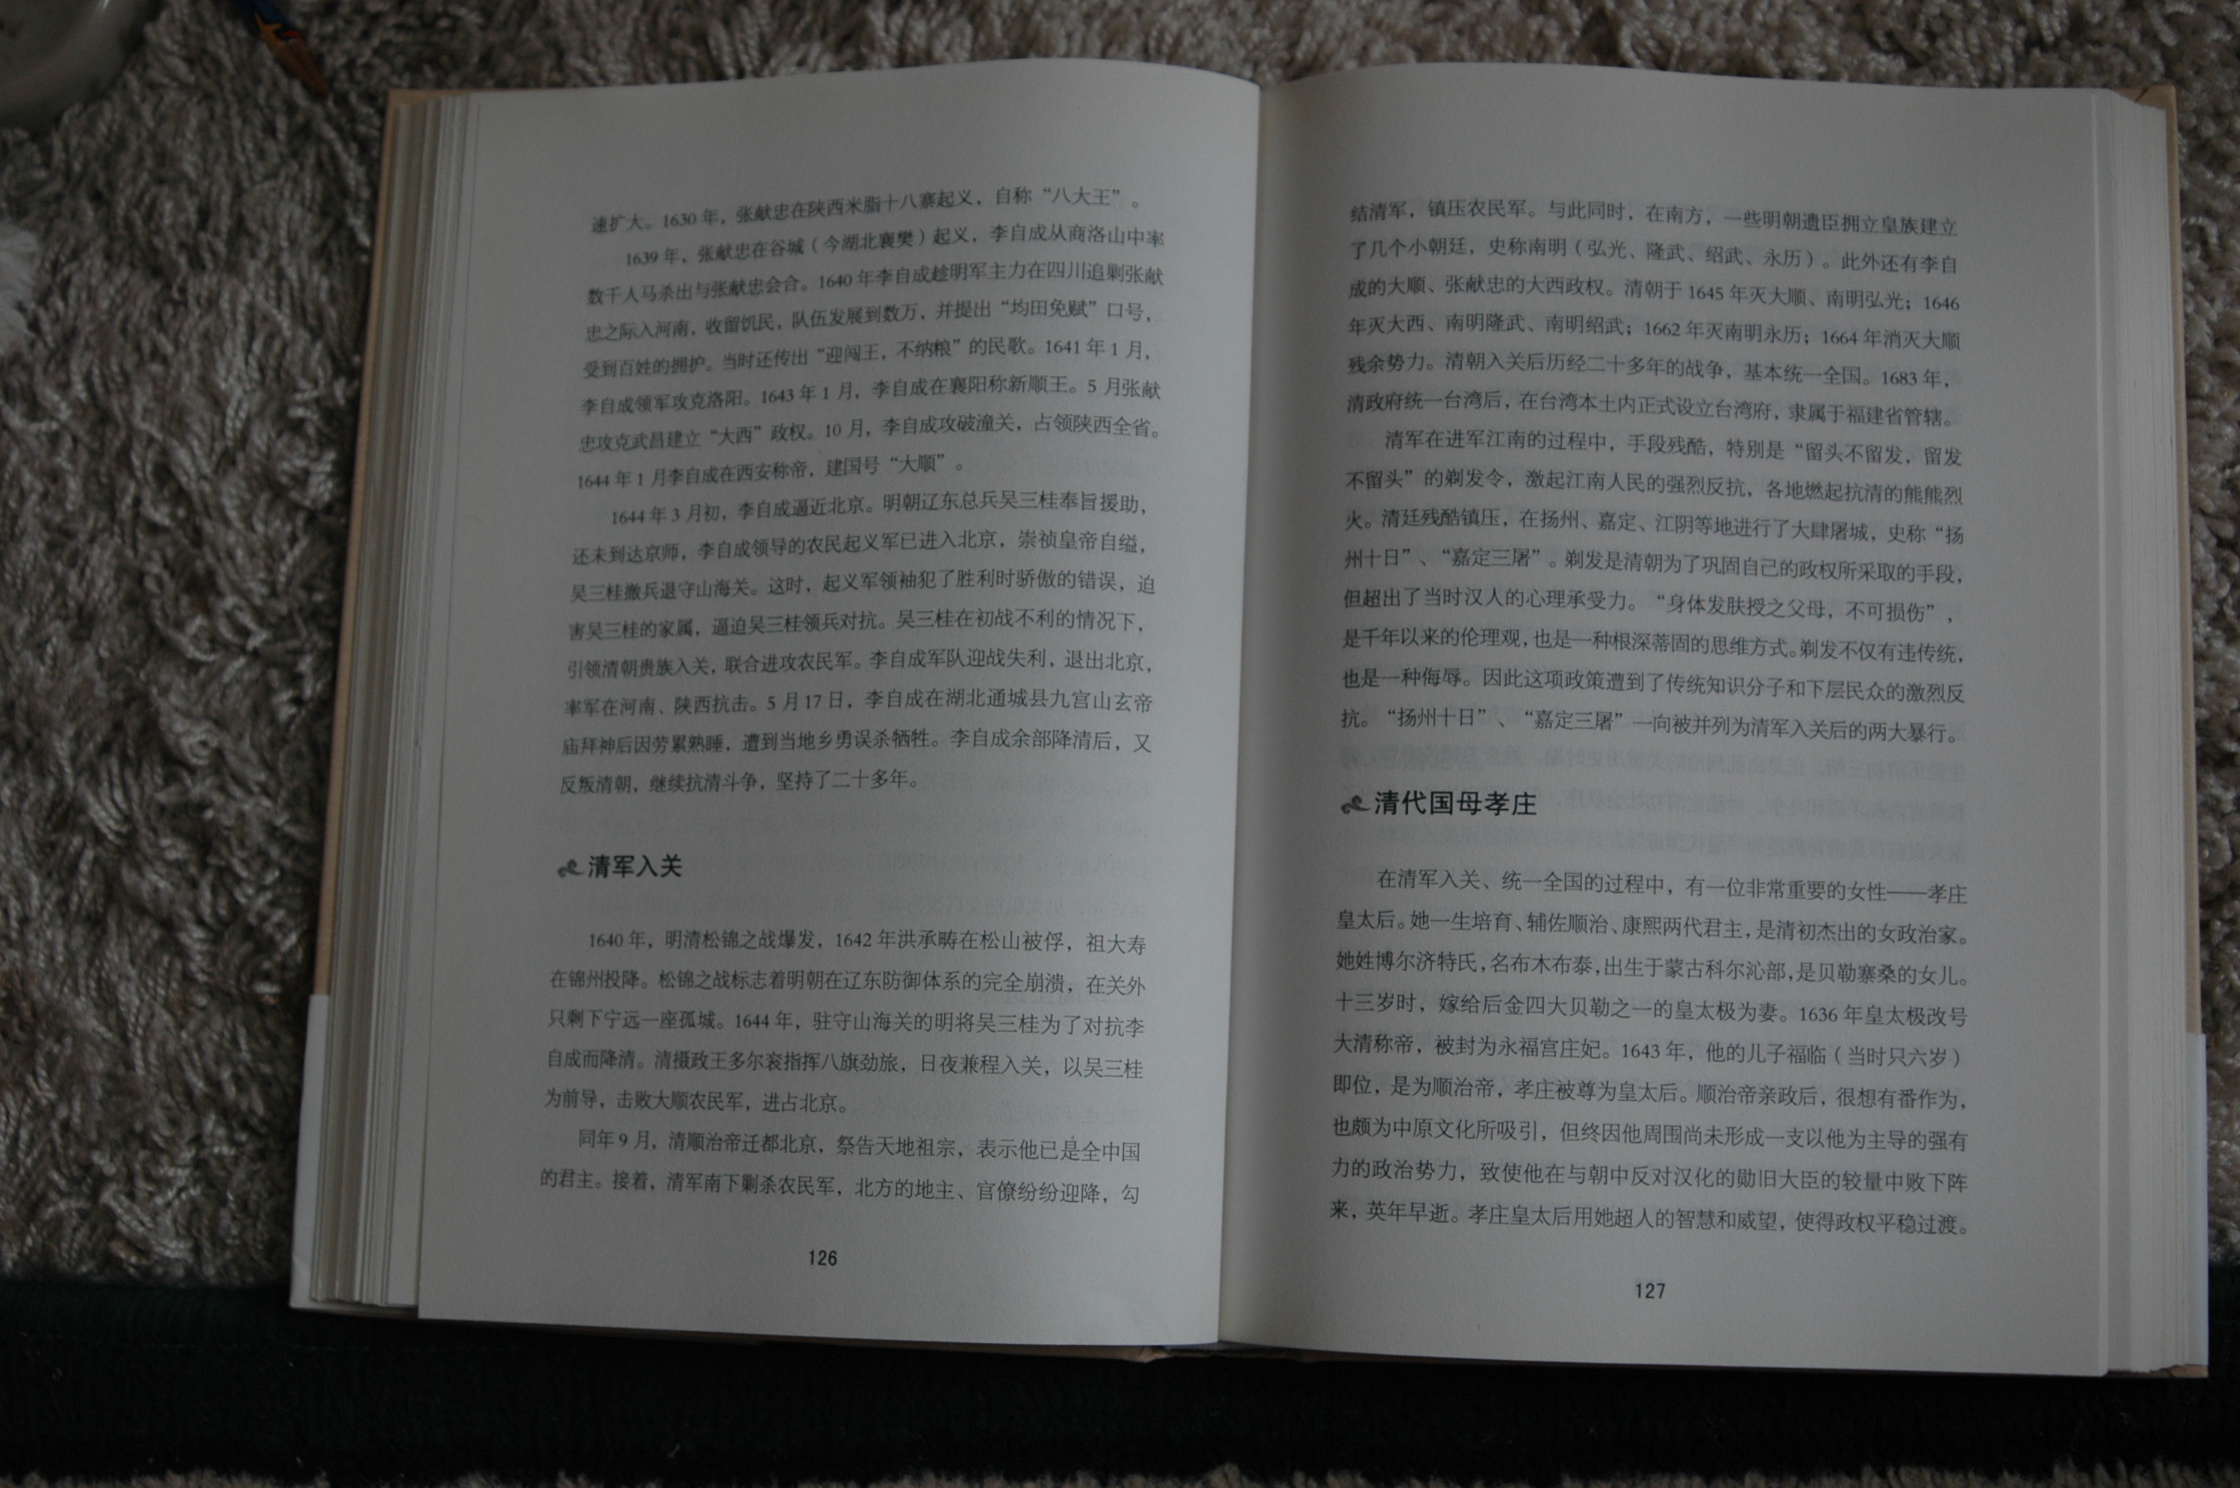 速扩大。1630年，张献忠在陕西米脂十八寨起义，自称“八大王”。
1639年，张献忠在谷城（今湖北襄樊）起义，李自成从商洛山中率
数千人马杀出与张献忠会合。1640年李自成趁明军主力在四川追剿张献
忠之际入河南，收留饥民，队伍发展到数万，并提出“均田免赋”口号，
受到百姓的拥护。当时还传出“迎闯王，不纳粮”的民歌。1641年1月，
李自成领军攻克洛阳。1643年1月，李自成在襄阳称新顺王。5月张献
忠攻克武昌建立“大西”政权。10月，李自成攻破潼关，占领陕西全省。
1644年1月李自成在西安称帝，建国号“大顺”。
1644年3月初，李自成逼近北京。明朝辽东总兵吴三桂奉旨援助，
还未到达京师，李自成领导的农民起义军已进入北京，崇祯皇帝自缢，
吴三桂撤兵退守山海关。这时，起义军领袖犯了胜利时骄傲的错误，迫
害吴三桂的家属，逼迫吴三桂领兵对抗。吴三桂在初战不利的情况下，
引领清朝贵族入关，联合进攻农民军。李自成军队迎战失利，退出北京，
率军在河南、陕西抗击。5月17日，李自成在湖北通城县九宫山玄帝
庙拜神后因劳累熟睡，遭到当地乡勇误杀牺牲。李自成余部降清后，又
反叛清朝，继续抗清斗争，坚持了二十多年。
清军入关
1640年，明清松锦之战爆发，1642年洪承畴在松山被俘，祖大寿
在锦州投降。松锦之战标志着明朝在辽东防御体系的完全崩溃，在关外
只剩下宁远一座孤城。1644年，驻守山海关的明将吴三桂为了对抗李
自成而降清。清摄政王多尔衮指挥八旗劲旅，日夜兼程入关，以吴三桂
为前导，击败大顺农民军，进占北京。
同年9月，清顺治帝迁都北京，祭告天地祖宗，表示他已是全中国
的君主。接着，清军南下剿杀农民军，北方的地主、官僚纷纷迎降，勾
126
结清军，镇压农民军。与此同时，在南方，一些明朝遗臣拥立皇族建立
了几个小朝廷，史称南明（弘光、隆武、绍武、永历）。此外还有李自
成的大顺、张献忠的大西政权。清朝于1645年灭大顺、南明弘光；1646
年灭大西、南明隆武、南明绍武；1662年灭南明永历；1664年消灭大顺
残余势力。清朝入关后历经二十多年的战争，基本统一全国。1683年，
清政府统一台湾后，在台湾本土内正式设立台湾府，隶属于福建省管辖。
清军在进军江南的过程中，手段残酷，特别是“留头不留发，留发
不留头”的剃发令，激起江南人民的强烈反抗，各地燃起抗清的熊熊烈
火。清廷残酷镇压，在扬州、嘉定、江阴等地进行了大肆屠城，史称“扬
州十日”、“嘉定三屠”。剃发是清朝为了巩固自己的政权所采取的手段，
但超出了当时汉人的心理承受力。“身体发肤授之父母，不可损伤”，
是千年以来的伦理观，也是一种根深蒂固的思维方式。剃发不仅有违传统，
也是一种侮辱。因此这项政策遭到了传统知识分子和下层民众的激烈反
抗。“扬州十日”、“嘉定三屠”一向被并列为清军入关后的两大暴行。
清代国母孝庄
在清军入关、统一全国的过程中，有一位非常重要的女性——孝庄
皇太后。她一生培育、辅佐顺治、康熙两代君主，是清初杰出的女政治家。
她姓博尔济特氏，名布木布泰，出生于蒙古科尔沁部，是贝勒寨桑的女儿。
十三岁时，嫁给后金四大贝勒之一的皇太极为妻。1636年皇太极改号
大清称帝，被封为永福宫庄妃。1643年，他的儿子福临（当时只六岁）
即位，是为顺治帝，孝庄被尊为皇太后。顺治帝亲政后，很想有番作为，
也颇为中原文化所吸引，但终因他周围尚未形成一支以他为主导的强有
力的政治势力，致使他在与朝中反对汉化的勋旧大臣的较量中败下阵
来，英年早逝。孝庄皇太后用她超人的智慧和威望，使得政权平稳过渡。
127